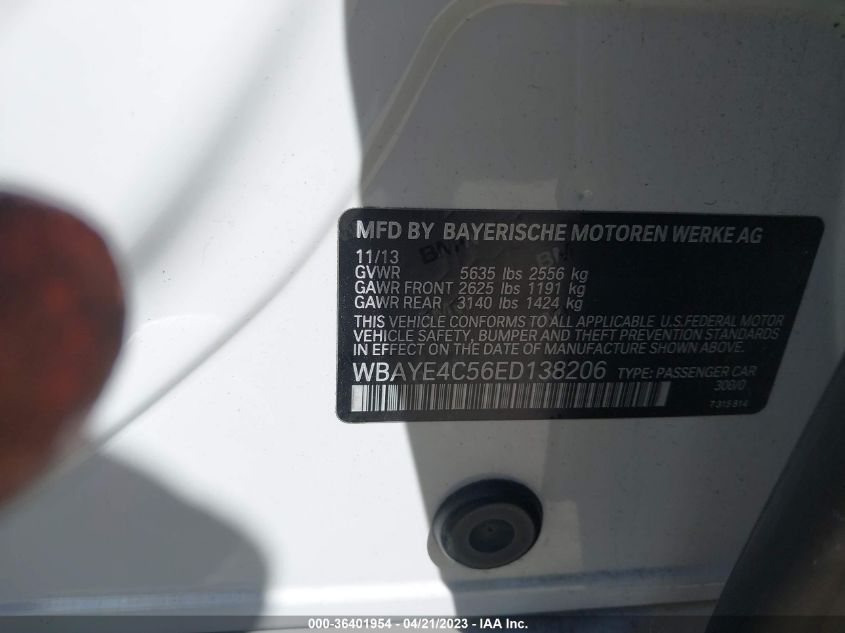 MFD BY BAYERISCHE MOTOREN WERKE AG
11/13
GVWR 5635 lbs 2556 kg
GAWR FRONT 2625 lbs 1191 kg
GAWR REAR 3140 lbs 1424 kg
THIS VEHICLE CONFORMS TO ALL APPLICABLE U.S.FEDERAL MOTOR
VEHICLE SAFETY, BUMPER AND THEFT PREVENTION STANDARDS
IN EFFECT ON THE DATE OF MANUFACTURE SHOWN ABOVE.
WBAYE4C56ED138206 TYPE: PASSENGER CAR
300/0
7 315 814
000-36401954 - 04/21/2023 - IAA Inc.